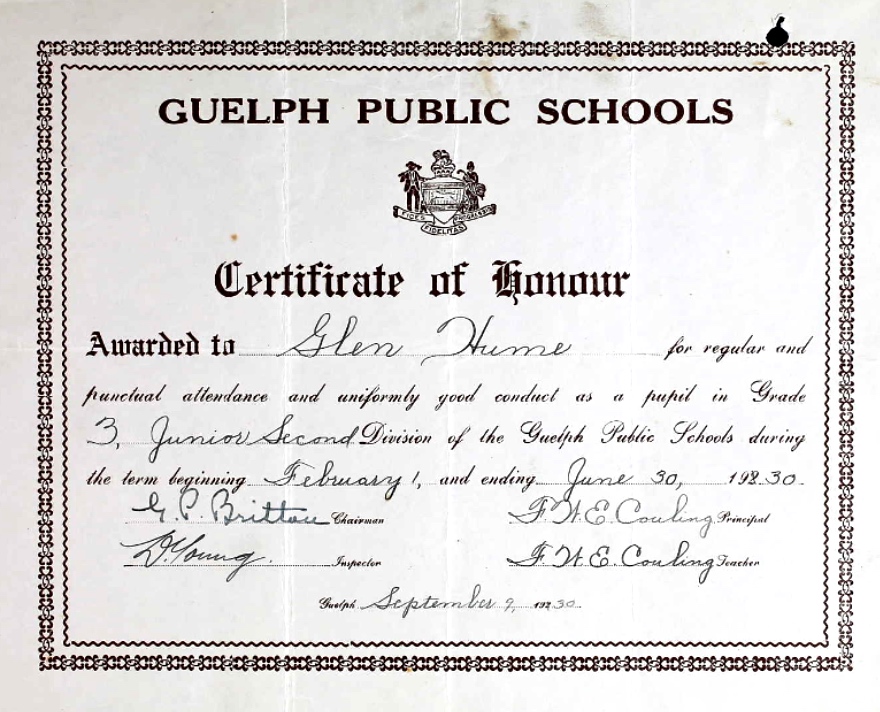 GUELPH PUBLIC SCHOOLS
FIDES FIDELITAS PROGRESSIO
Certificate of Honour
Awarded to Glen Hume for regular and
punctual attendance and uniformly good conduct as a pupil in Grade
3, Junior Second Division of the Guelph Public Schools during
the term beginning February 1, and ending June 30, 19230
G. P. Britton Chairman F. W. E. Couling Principal
D. Young. Inspector F. W. E. Couling Teacher
Guelph September 9, 19230